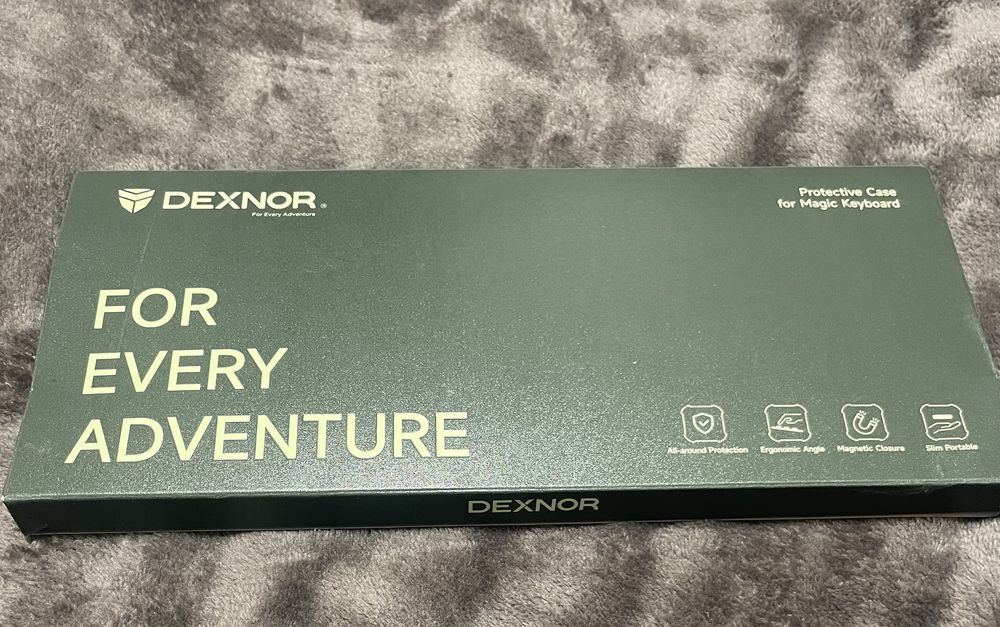 DEXNOR®
For Every Adventure
Protective Case
for Magic Keyboard
FOR
EVERY
ADVENTURE
All-around Protection
Ergonomic Angle
Magnetic Closure
Slim Portable
DEXNOR